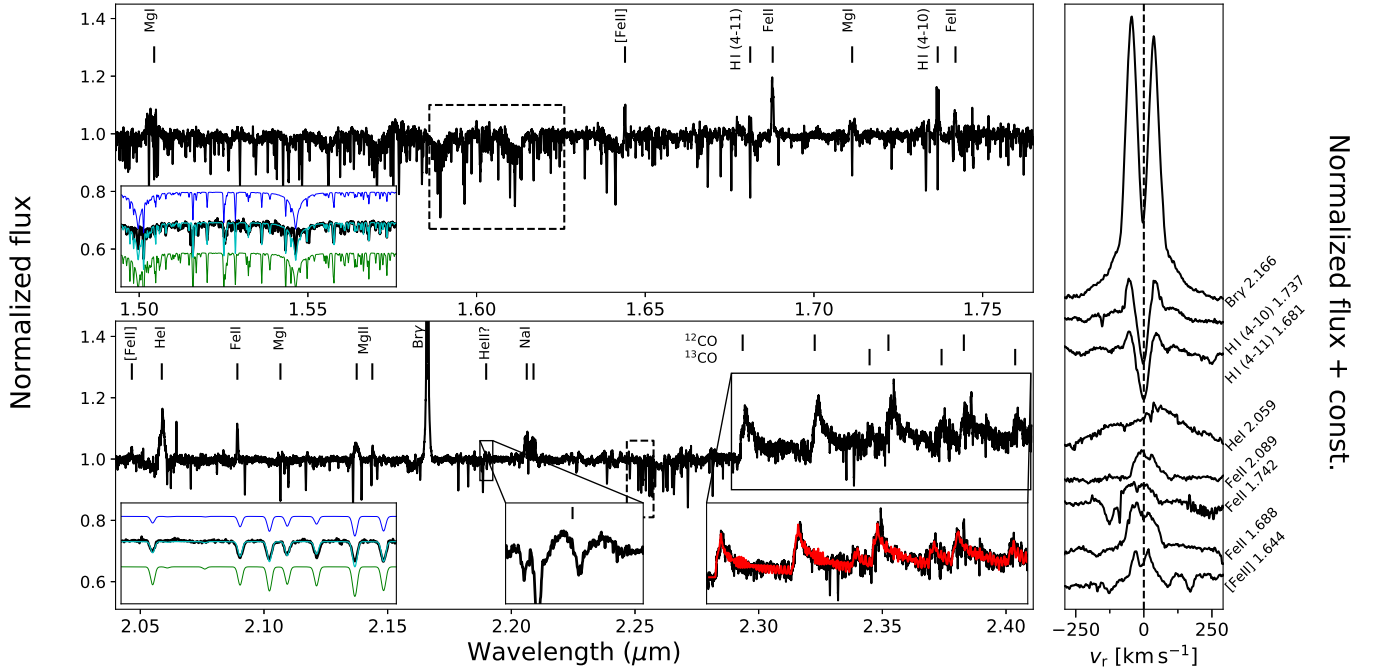 Normalized flux
1.4
1.2
1.0
0.8
0.6
MgI
[FeII]
H I (4-11)
FeII
MgI
H I (4-10)
FeII
1.50
1.55
1.60
1.65
1.70
1.75
1.4
1.2
1.0
0.8
0.6
[FeII]
HeI
FeII
MgI
MgII
Brγ
HeII?
NaI
¹²CO
¹³CO
2.05
2.10
2.15
2.20
2.25
2.30
2.35
2.40
Wavelength (μm)
Brγ 2.166
H I (4-10) 1.737
H I (4-11) 1.681
HeI 2.059
FeII 2.089
FeII 1.742
FeII 1.688
[FeII] 1.644
−250
0
250
v_r [km s⁻¹]
Normalized flux + const.